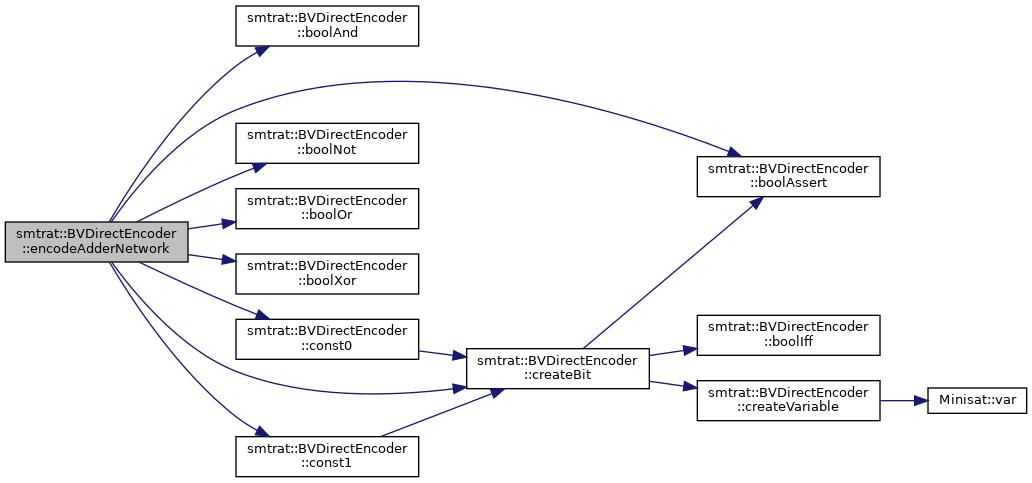 smtrat::BVDirectEncoder
::encodeAdderNetwork
smtrat::BVDirectEncoder
::boolAnd
smtrat::BVDirectEncoder
::boolNot
smtrat::BVDirectEncoder
::boolOr
smtrat::BVDirectEncoder
::boolXor
smtrat::BVDirectEncoder
::const0
smtrat::BVDirectEncoder
::const1
smtrat::BVDirectEncoder
::createBit
smtrat::BVDirectEncoder
::boolAssert
smtrat::BVDirectEncoder
::boolIff
smtrat::BVDirectEncoder
::createVariable
Minisat::var